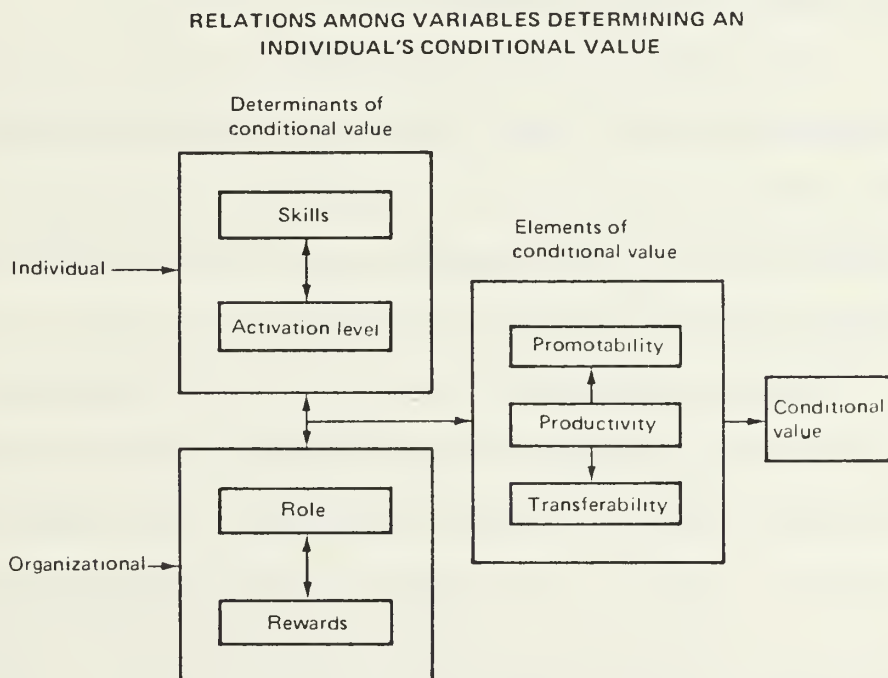 RELATIONS AMONG VARIABLES DETERMINING AN
INDIVIDUAL'S CONDITIONAL VALUE
Determinants of
conditional value
Skills
Individual
Activation level
Elements of
conditional value
Promotability
Productivity
Transferability
Conditional
value
Role
Organizational
Rewards